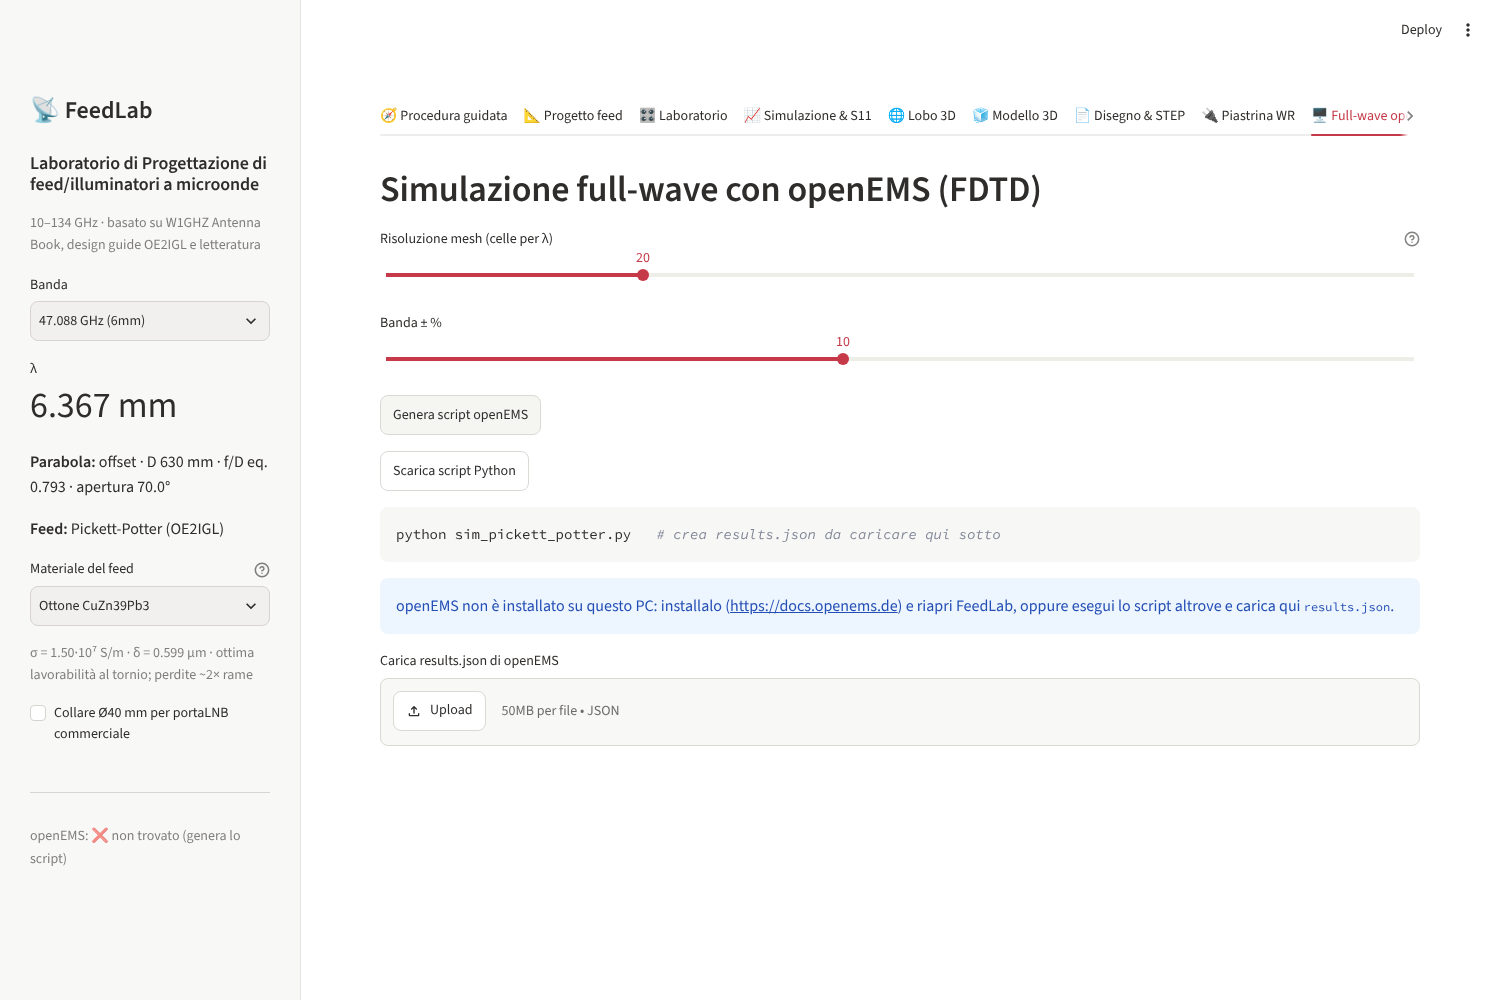 Deploy
📡 FeedLab
Laboratorio di Progettazione di
feed/illuminatori a microonde
10–134 GHz · basato su W1GHZ Antenna
Book, design guide OE2IGL e letteratura
Banda
47.088 GHz (6mm)
λ
6.367 mm
Parabola: offset · D 630 mm · f/D eq.
0.793 · apertura 70.0°
Feed: Pickett-Potter (OE2IGL)
Materiale del feed
Ottone CuZn39Pb3
σ = 1.50·10⁷ S/m · δ = 0.599 µm · ottima
lavorabilità al tornio; perdite ~2× rame
Collare Ø40 mm per portaLNB
commerciale
openEMS: ❌ non trovato (genera lo
script)
🧭 Procedura guidata 📐 Progetto feed 🎛️ Laboratorio 📈 Simulazione & S11 🌐 Lobo 3D 🧊 Modello 3D 📄 Disegno & STEP 🔌 Piastrina WR 🖥️ Full-wave op
Simulazione full-wave con openEMS (FDTD)
Risoluzione mesh (celle per λ)
20
Banda ± %
10
Genera script openEMS
Scarica script Python
python sim_pickett_potter.py   # crea results.json da caricare qui sotto
openEMS non è installato su questo PC: installalo (https://docs.openems.de) e riapri FeedLab, oppure esegui lo script altrove e carica qui results.json.
Carica results.json di openEMS
Upload 50MB per file • JSON